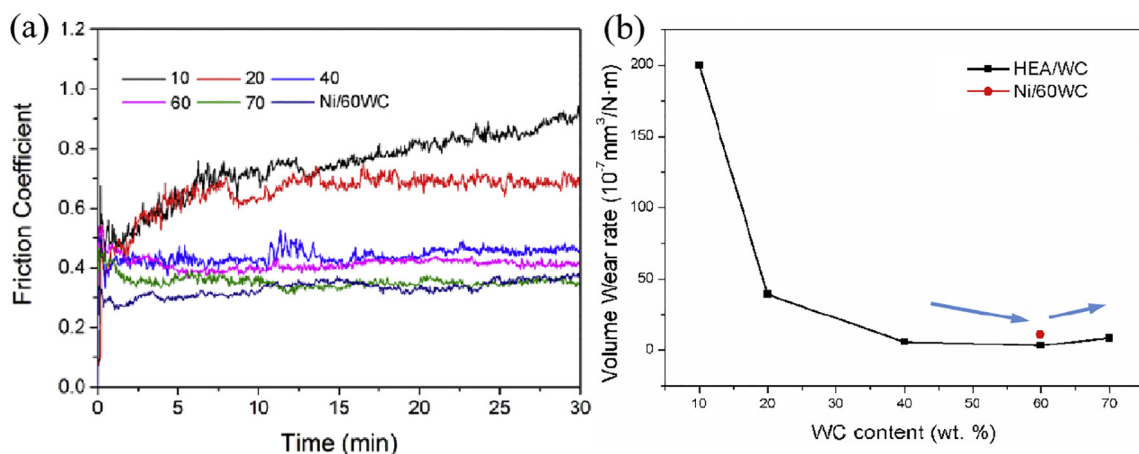 (a)
1.2
1.0
0.8
0.6
0.4
0.2
0.0
Friction Coefficient
10 20 40
60 70 Ni/60WC
0 5 10 15 20 25 30
Time (min)
(b)
200
150
100
50
0
Volume Wear rate (10⁻⁷mm³/N·m)
HEA/WC
Ni/60WC
10 20 30 40 50 60 70
WC content (wt. %)